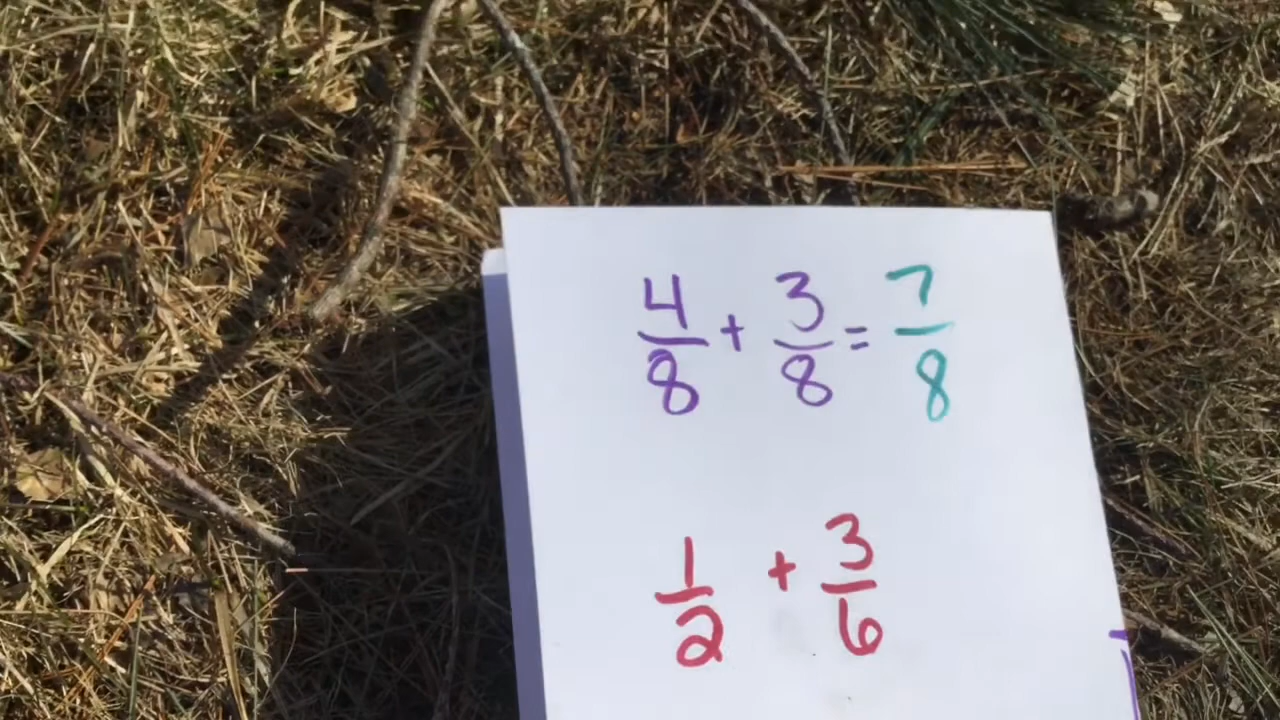 4/8 + 3/8 = 7/8
1/2 + 3/6